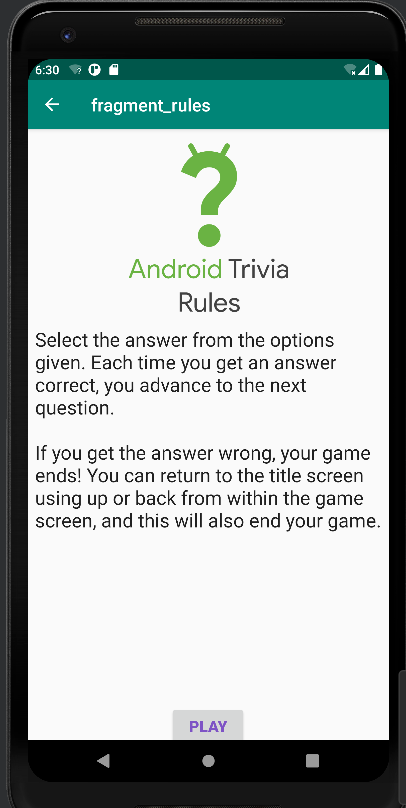 6:30
fragment_rules
Android Trivia
Rules
Select the answer from the options
given. Each time you get an answer
correct, you advance to the next
question.
If you get the answer wrong, your game
ends! You can return to the title screen
using up or back from within the game
screen, and this will also end your game.
PLAY